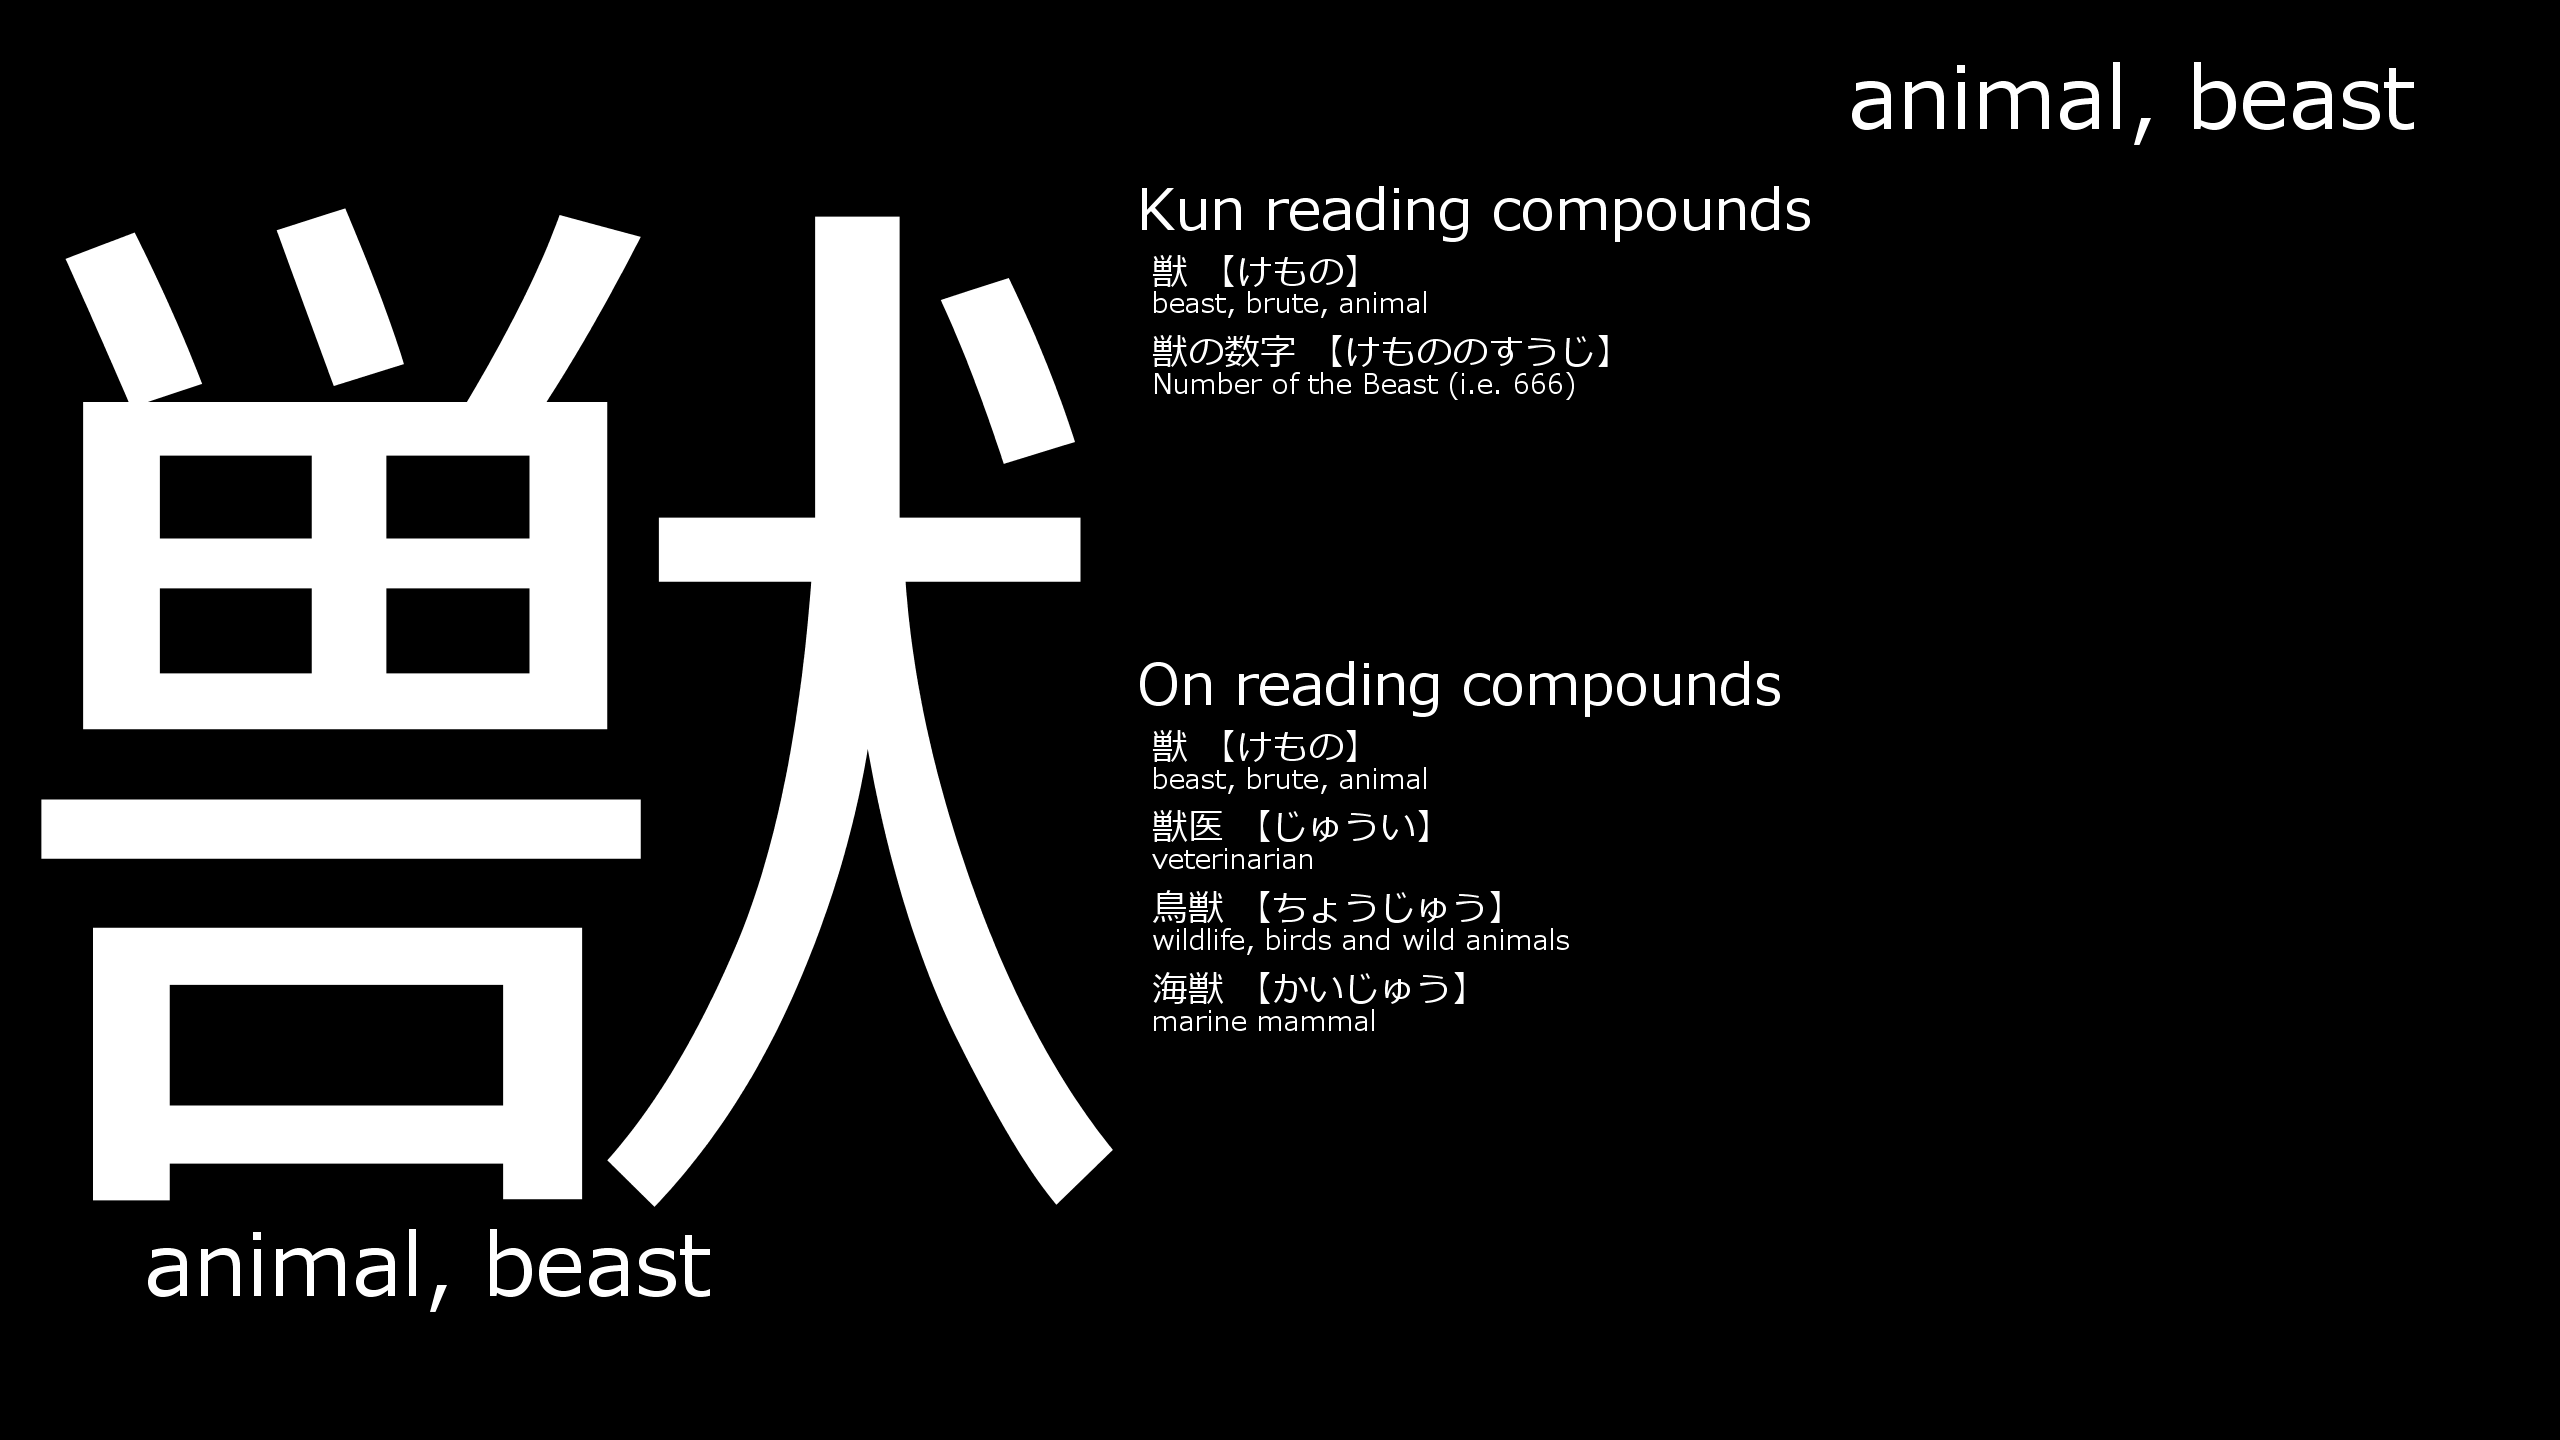 animal, beast
獣
animal, beast
Kun reading compounds
獣 【けもの】
beast, brute, animal
獣の数字 【けもののすうじ】
Number of the Beast (i.e. 666)
On reading compounds
獣 【けもの】
beast, brute, animal
獣医 【じゅうい】
veterinarian
鳥獣 【ちょうじゅう】
wildlife, birds and wild animals
海獣 【かいじゅう】
marine mammal